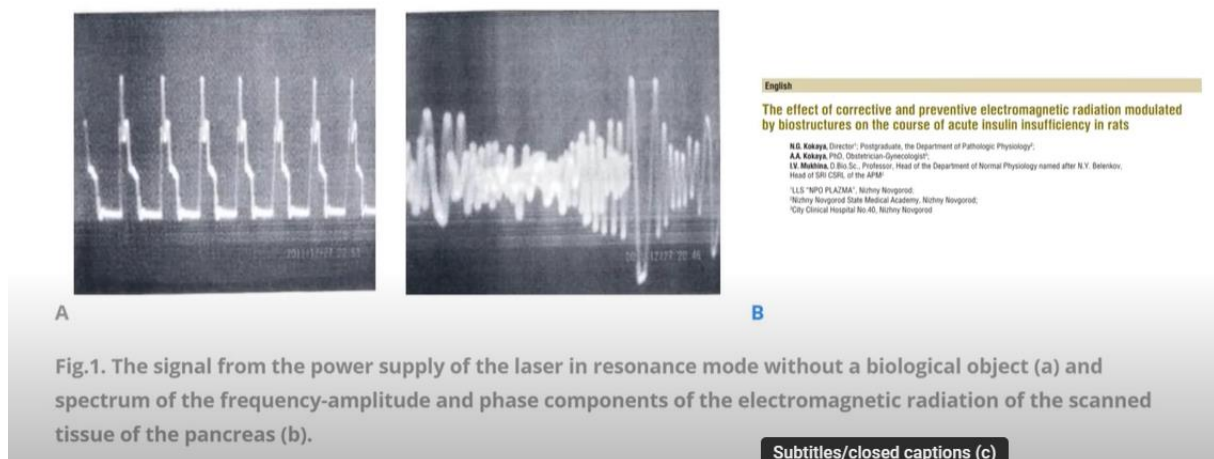 English
The effect of corrective and preventive electromagnetic radiation modulated
by biostructures on the course of acute insulin insufficiency in rats
N.G. Kokaya, Director¹; Postgraduate, the Department of Pathologic Physiology²;
A.A. Kokaya, PhD, Obstetrician-Gynecologist³;
I.V. Mukhina, D.Bio.Sc., Professor, Head of the Department of Normal Physiology named after N.Y. Belenkov;
Head of SRI CSRL of the APM²
¹LLS "NPO PLAZMA", Nizhny Novgorod;
²Nizhny Novgorod State Medical Academy, Nizhny Novgorod;
³City Clinical Hospital No.40, Nizhny Novgorod
2011/12/27 20:46
A
B
Fig.1. The signal from the power supply of the laser in resonance mode without a biological object (a) and
spectrum of the frequency-amplitude and phase components of the electromagnetic radiation of the scanned
tissue of the pancreas (b).
Subtitles/closed captions (c)